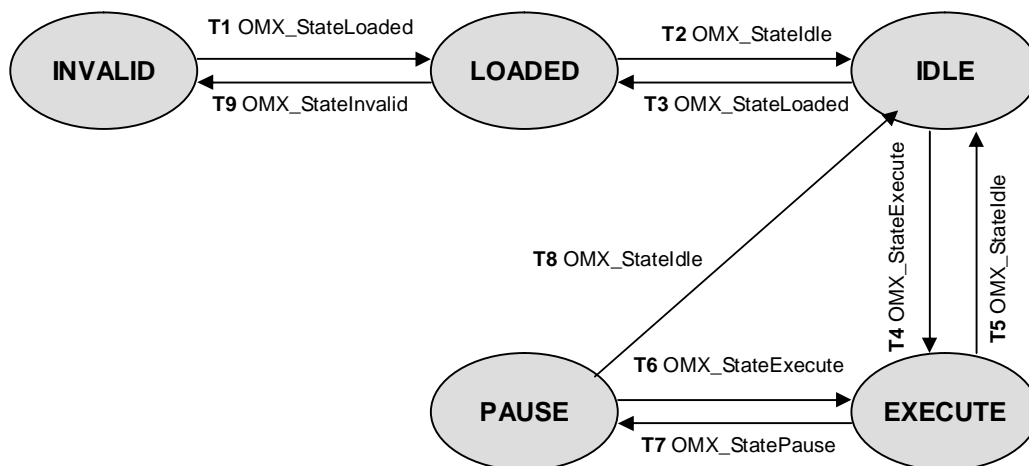 T1 OMX_StateLoaded
T2 OMX_StateIdle
INVALID
LOADED
IDLE
T9 OMX_StateInvalid
T3 OMX_StateLoaded
T4 OMX_StateExecute
T5 OMX_StateIdle
T8 OMX_StateIdle
T6 OMX_StateExecute
PAUSE
EXECUTE
T7 OMX_StatePause